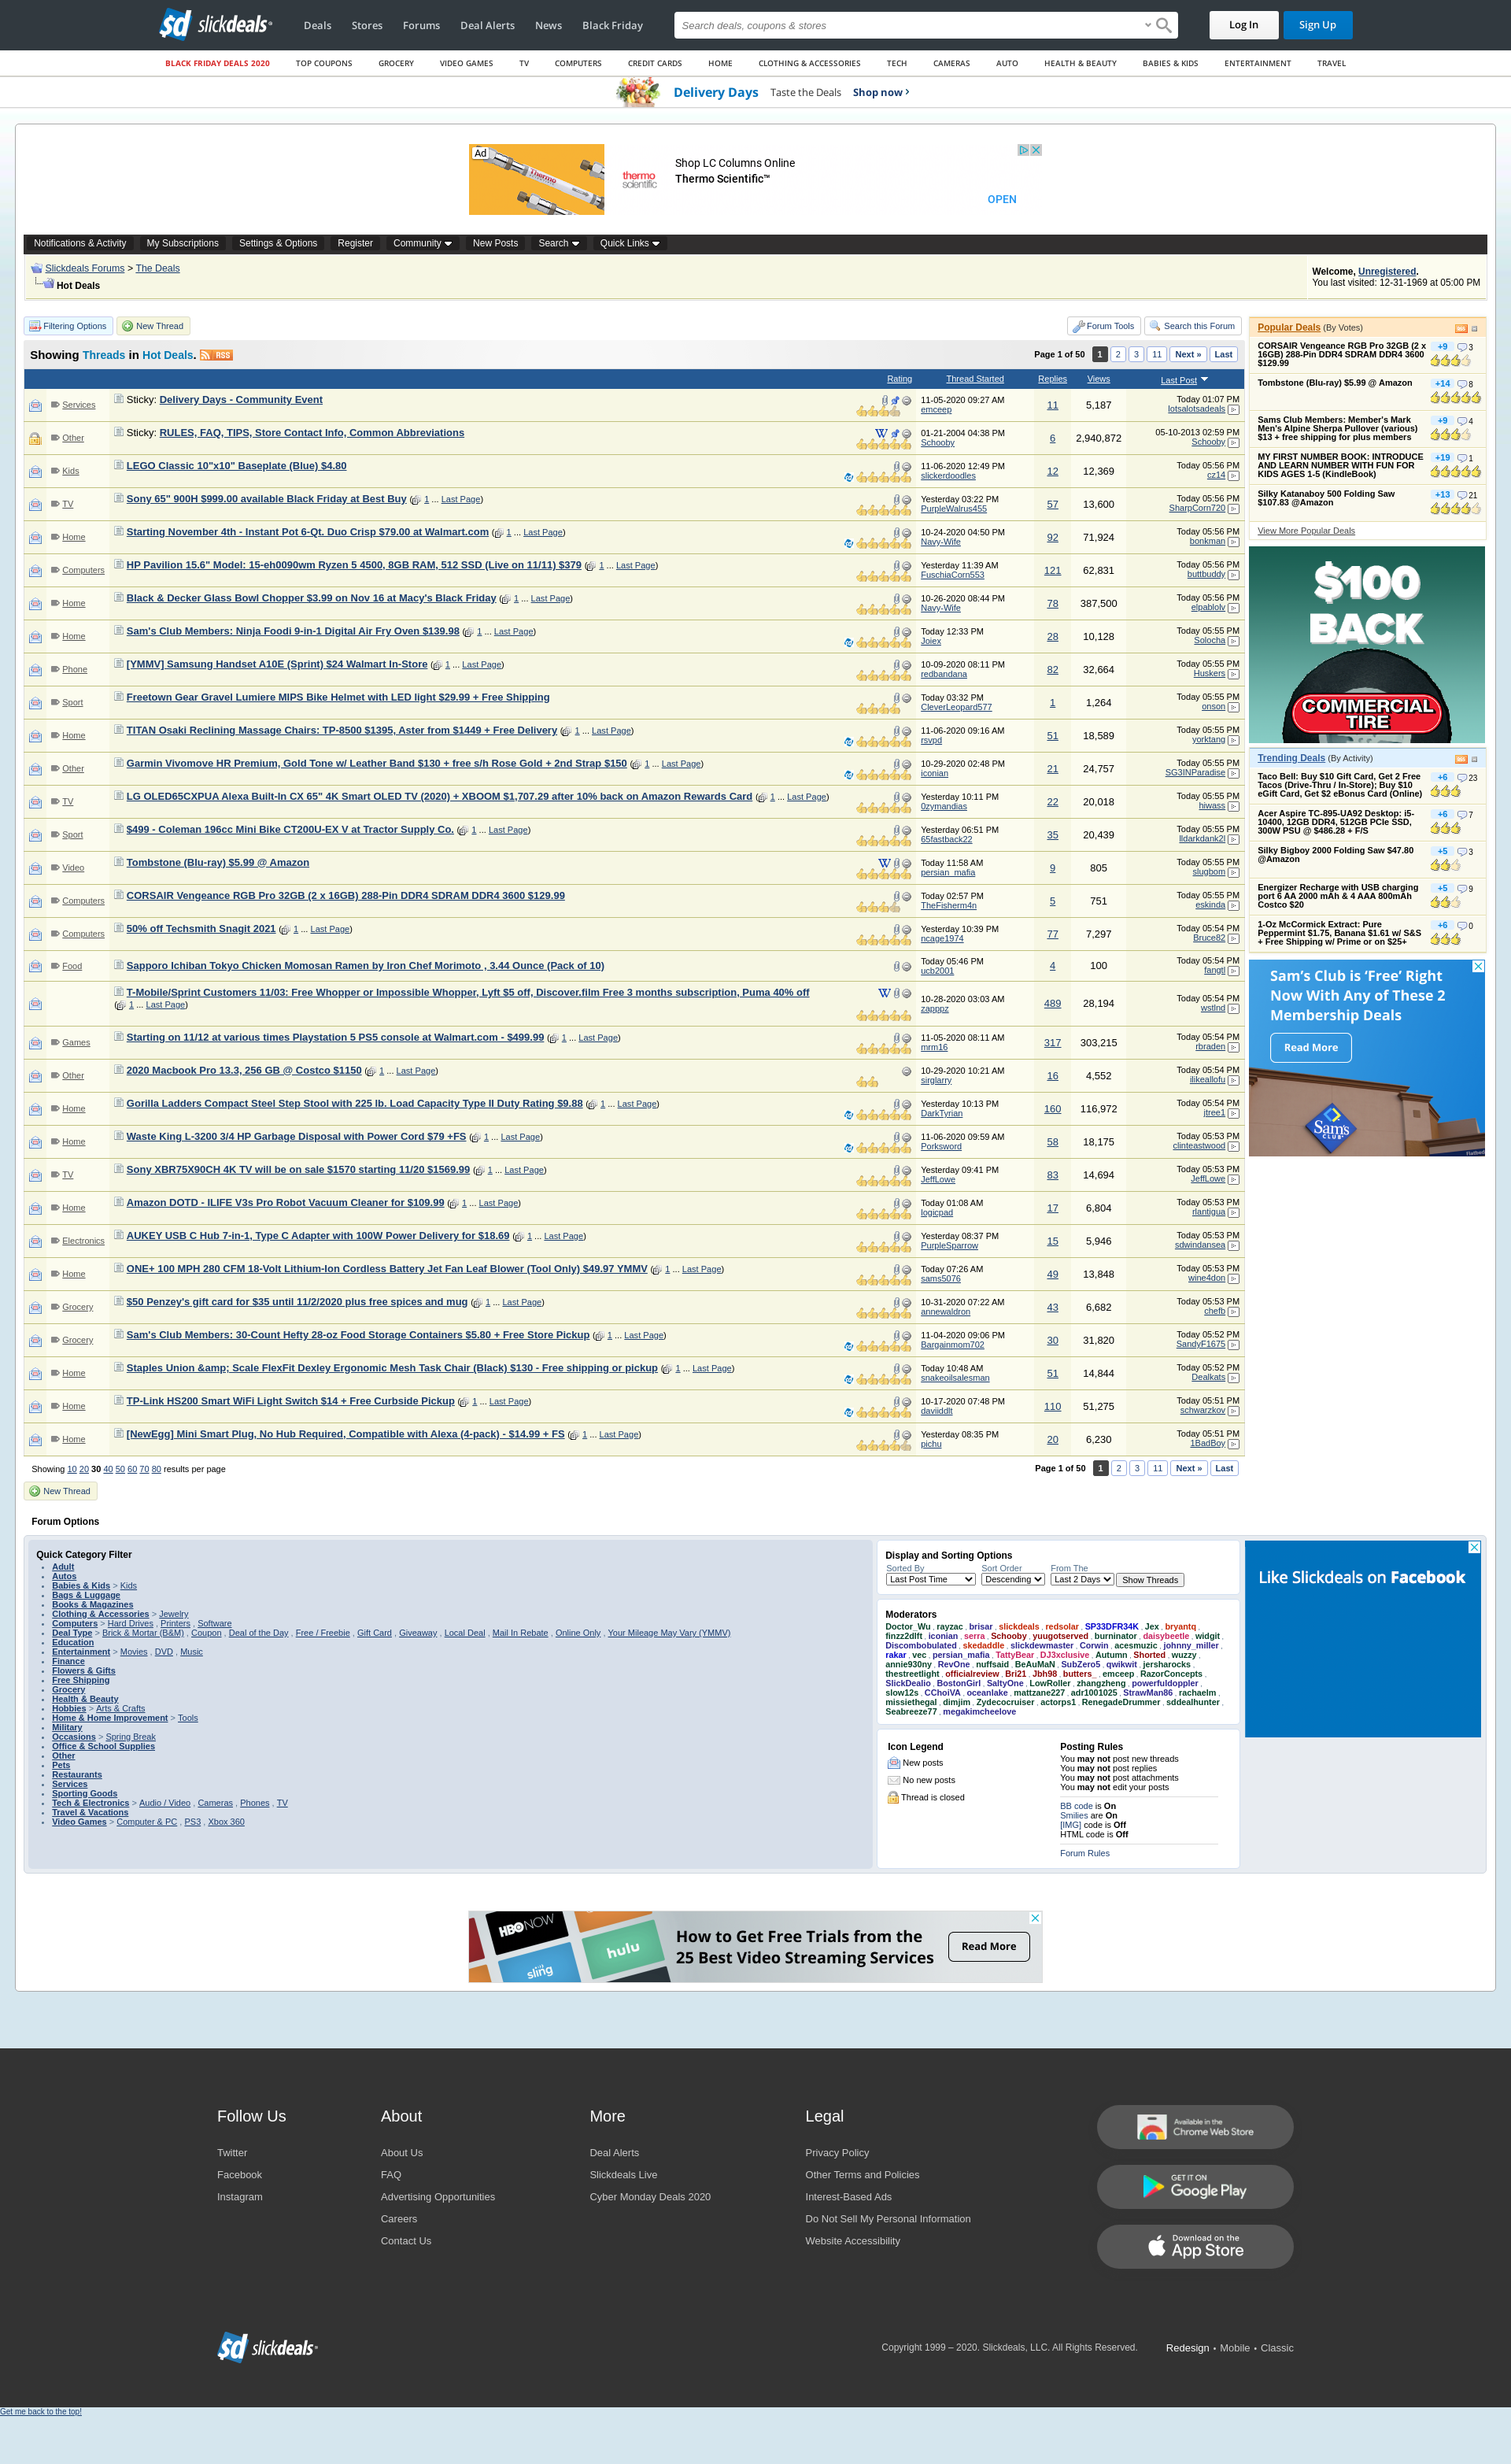 slickdeals
Deals Stores Forums Deal Alerts News Black Friday
Search deals, coupons & stores
Log In Sign Up
BLACK FRIDAY DEALS 2020 TOP COUPONS GROCERY VIDEO GAMES TV COMPUTERS CREDIT CARDS HOME CLOTHING & ACCESSORIES TECH CAMERAS AUTO HEALTH & BEAUTY BABIES & KIDS ENTERTAINMENT TRAVEL
Delivery Days Taste the Deals Shop now ›
Ad
thermo scientific
Shop LC Columns Online
Thermo Scientific™
OPEN
Notifications & Activity My Subscriptions Settings & Options Register Community New Posts Search Quick Links
Slickdeals Forums > The Deals
Hot Deals
Welcome, Unregistered.
You last visited: 12-31-1969 at 05:00 PM
Filtering Options New Thread Forum Tools Search this Forum
Showing Threads in Hot Deals. RSS
Page 1 of 50 1 2 3 11 Next » Last
Rating Thread Started Replies Views Last Post
Services Sticky: Delivery Days - Community Event 11-05-2020 09:27 AM emceep 11 5,187 Today 01:07 PM lotsalotsadeals
Other Sticky: RULES, FAQ, TIPS, Store Contact Info, Common Abbreviations 01-21-2004 04:38 PM Schooby 6 2,940,872 05-10-2013 02:59 PM Schooby
Kids LEGO Classic 10"x10" Baseplate (Blue) $4.80 11-06-2020 12:49 PM slickerdoodles 12 12,369 Today 05:56 PM cz14
TV Sony 65" 900H $999.00 available Black Friday at Best Buy ( 1 ... Last Page) Yesterday 03:22 PM PurpleWalrus455 57 13,600 Today 05:56 PM SharpCorn720
Home Starting November 4th - Instant Pot 6-Qt. Duo Crisp $79.00 at Walmart.com ( 1 ... Last Page) 10-24-2020 04:50 PM Navy-Wife 92 71,924 Today 05:56 PM bonkman
Computers HP Pavilion 15.6" Model: 15-eh0090wm Ryzen 5 4500, 8GB RAM, 512 SSD (Live on 11/11) $379 ( 1 ... Last Page) Yesterday 11:39 AM FuschiaCorn553 121 62,831 Today 05:56 PM buttbuddy
Home Black & Decker Glass Bowl Chopper $3.99 on Nov 16 at Macy's Black Friday ( 1 ... Last Page) 10-26-2020 08:44 PM Navy-Wife 78 387,500 Today 05:56 PM elpablolv
Home Sam's Club Members: Ninja Foodi 9-in-1 Digital Air Fry Oven $139.98 ( 1 ... Last Page) Today 12:33 PM Joiex 28 10,128 Today 05:55 PM Solocha
Phone [YMMV] Samsung Handset A10E (Sprint) $24 Walmart In-Store ( 1 ... Last Page) 10-09-2020 08:11 PM redbandana 82 32,664 Today 05:55 PM Huskers
Sport Freetown Gear Gravel Lumiere MIPS Bike Helmet with LED light $29.99 + Free Shipping Today 03:32 PM CleverLeopard577 1 1,264 Today 05:55 PM onson
Home TITAN Osaki Reclining Massage Chairs: TP-8500 $1395, Aster from $1449 + Free Delivery ( 1 ... Last Page) 11-06-2020 09:16 AM rsvpd 51 18,589 Today 05:55 PM yorktang
Other Garmin Vivomove HR Premium, Gold Tone w/ Leather Band $130 + free s/h Rose Gold + 2nd Strap $150 ( 1 ... Last Page) 10-29-2020 02:48 PM iconian 21 24,757 Today 05:55 PM SG3INParadise
TV LG OLED65CXPUA Alexa Built-In CX 65" 4K Smart OLED TV (2020) + XBOOM $1,707.29 after 10% back on Amazon Rewards Card ( 1 ... Last Page) Yesterday 10:11 PM 0zymandias 22 20,018 Today 05:55 PM hiwass
Sport $499 - Coleman 196cc Mini Bike CT200U-EX V at Tractor Supply Co. ( 1 ... Last Page) Yesterday 06:51 PM 65fastback22 35 20,439 Today 05:55 PM lldarkdank2l
Video Tombstone (Blu-ray) $5.99 @ Amazon Today 11:58 AM persian_mafia 9 805 Today 05:55 PM slugbom
Computers CORSAIR Vengeance RGB Pro 32GB (2 x 16GB) 288-Pin DDR4 SDRAM DDR4 3600 $129.99 Today 02:57 PM TheFisherm4n 5 751 Today 05:55 PM eskinda
Computers 50% off Techsmith Snagit 2021 ( 1 ... Last Page) Yesterday 10:39 PM ncage1974 77 7,297 Today 05:54 PM Bruce82
Food Sapporo Ichiban Tokyo Chicken Momosan Ramen by Iron Chef Morimoto , 3.44 Ounce (Pack of 10) Today 05:46 PM ucb2001 4 100 Today 05:54 PM fangtl
T-Mobile/Sprint Customers 11/03: Free Whopper or Impossible Whopper, Lyft $5 off, Discover.film Free 3 months subscription, Puma 40% off ( 1 ... Last Page) 10-28-2020 03:03 AM zapppz 489 28,194 Today 05:54 PM wstlnd
Games Starting on 11/12 at various times Playstation 5 PS5 console at Walmart.com - $499.99 ( 1 ... Last Page) 11-05-2020 08:11 AM mrm16 317 303,215 Today 05:54 PM rbraden
Other 2020 Macbook Pro 13.3, 256 GB @ Costco $1150 ( 1 ... Last Page) 10-29-2020 10:21 AM sirglarry 16 4,552 Today 05:54 PM ilikeallofu
Home Gorilla Ladders Compact Steel Step Stool with 225 lb. Load Capacity Type II Duty Rating $9.88 ( 1 ... Last Page) Yesterday 10:13 PM DarkTyrian 160 116,972 Today 05:54 PM jtree1
Home Waste King L-3200 3/4 HP Garbage Disposal with Power Cord $79 +FS ( 1 ... Last Page) 11-06-2020 09:59 AM Porksword 58 18,175 Today 05:53 PM clinteastwood
TV Sony XBR75X90CH 4K TV will be on sale $1570 starting 11/20 $1569.99 ( 1 ... Last Page) Yesterday 09:41 PM JeffLowe 83 14,694 Today 05:53 PM JeffLowe
Home Amazon DOTD - ILIFE V3s Pro Robot Vacuum Cleaner for $109.99 ( 1 ... Last Page) Today 01:08 AM logicpad 17 6,804 Today 05:53 PM rlantigua
Electronics AUKEY USB C Hub 7-in-1, Type C Adapter with 100W Power Delivery for $18.69 ( 1 ... Last Page) Yesterday 08:37 PM PurpleSparrow 15 5,946 Today 05:53 PM sdwindansea
Home ONE+ 100 MPH 280 CFM 18-Volt Lithium-Ion Cordless Battery Jet Fan Leaf Blower (Tool Only) $49.97 YMMV ( 1 ... Last Page) Today 07:26 AM sams5076 49 13,848 Today 05:53 PM wine4don
Grocery $50 Penzey's gift card for $35 until 11/2/2020 plus free spices and mug ( 1 ... Last Page) 10-31-2020 07:22 AM annewaldron 43 6,682 Today 05:53 PM chefb
Grocery Sam's Club Members: 30-Count Hefty 28-oz Food Storage Containers $5.80 + Free Store Pickup ( 1 ... Last Page) 11-04-2020 09:06 PM Bargainmom702 30 31,820 Today 05:52 PM SandyF1675
Home Staples Union &amp; Scale FlexFit Dexley Ergonomic Mesh Task Chair (Black) $130 - Free shipping or pickup ( 1 ... Last Page) Today 10:48 AM snakeoilsalesman 51 14,844 Today 05:52 PM Dealkats
Home TP-Link HS200 Smart WiFi Light Switch $14 + Free Curbside Pickup ( 1 ... Last Page) 10-17-2020 07:48 PM daviiddlt 110 51,275 Today 05:51 PM schwarzkov
Home [NewEgg] Mini Smart Plug, No Hub Required, Compatible with Alexa (4-pack) - $14.99 + FS ( 1 ... Last Page) Yesterday 08:35 PM pichu 20 6,230 Today 05:51 PM 1BadBoy
Showing 10 20 30 40 50 60 70 80 results per page
Page 1 of 50 1 2 3 11 Next » Last
New Thread
Popular Deals (By Votes)
CORSAIR Vengeance RGB Pro 32GB (2 x 16GB) 288-Pin DDR4 SDRAM DDR4 3600 $129.99 +9 3
Tombstone (Blu-ray) $5.99 @ Amazon +14 8
Sams Club Members: Member's Mark Men's Alpine Sherpa Pullover (various) $13 + free shipping for plus members +9 4
MY FIRST NUMBER BOOK: INTRODUCE AND LEARN NUMBER WITH FUN FOR KIDS AGES 1-5 (KindleBook) +19 1
Silky Katanaboy 500 Folding Saw $107.83 @Amazon +13 21
View More Popular Deals
$100
BACK
COMMERCIAL TIRE
Trending Deals (By Activity)
Taco Bell: Buy $10 Gift Card, Get 2 Free Tacos (Drive-Thru / In-Store); Buy $10 eGift Card, Get $2 eBonus Card (Online) +6 23
Acer Aspire TC-895-UA92 Desktop: i5-10400, 12GB DDR4, 512GB PCIe SSD, 300W PSU @ $486.28 + F/S +6 7
Silky Bigboy 2000 Folding Saw $47.80 @Amazon +5 3
Energizer Recharge with USB charging port 6 AA 2000 mAh & 4 AAA 800mAh Costco $20 +5 9
1-Oz McCormick Extract: Pure Peppermint $1.75, Banana $1.61 w/ S&S + Free Shipping w/ Prime or on $25+ +6 0
Sam's Club is 'Free' Right
Now With Any of These 2
Membership Deals
Read More
Sam's CLUB
Forum Options
Quick Category Filter
Adult
Autos
Babies & Kids > Kids
Bags & Luggage
Books & Magazines
Clothing & Accessories > Jewelry
Computers > Hard Drives , Printers , Software
Deal Type > Brick & Mortar (B&M) , Coupon , Deal of the Day , Free / Freebie , Gift Card , Giveaway , Local Deal , Mail In Rebate , Online Only , Your Mileage May Vary (YMMV)
Education
Entertainment > Movies , DVD , Music
Finance
Flowers & Gifts
Free Shipping
Grocery
Health & Beauty
Hobbies > Arts & Crafts
Home & Home Improvement > Tools
Military
Occasions > Spring Break
Office & School Supplies
Other
Pets
Restaurants
Services
Sporting Goods
Tech & Electronics > Audio / Video , Cameras , Phones , TV
Travel & Vacations
Video Games > Computer & PC , PS3 , Xbox 360
Display and Sorting Options
Sorted By Sort Order From The
Last Post Time Descending Last 2 Days Show Threads
Moderators
Doctor_Wu , rayzac , brisar , slickdeals , redsolar , SP33DFR34K , Jex , bryantq ,
finzz2dlft , iconian , serra , Schooby , yuugotserved , burninator , daisybeetle , widgit ,
Discombobulated , skedaddle , slickdewmaster , Corwin , acesmuzic , johnny_miller ,
rakar , vec , persian_mafia , TattyBear , DJ3xclusive , Autumn , Shorted , wuzzy ,
annie930ny , RevOne , nuffsaid , BeAuMaN , SubZero5 , qwikwit , jersharocks ,
thestreetlight , officialreview , Bri21 , Jbh98 , butters_ , emceep , RazorConcepts ,
SlickDealio , BostonGirl , SaltyOne , LowRoller , zhangzheng , powerfuldoppler ,
slow12s , CChoiVA , oceanlake , mattzane227 , adr1001025 , StrawMan86 , rachaelm ,
missiethegal , dimjim , Zydecocruiser , actorps1 , RenegadeDrummer , sddealhunter ,
Seabreeze77 , megakimcheelove
Icon Legend
New posts
No new posts
Thread is closed
Posting Rules
You may not post new threads
You may not post replies
You may not post attachments
You may not edit your posts
BB code is On
Smilies are On
[IMG] code is Off
HTML code is Off
Forum Rules
Like Slickdeals on Facebook
HBO NOW
hulu
sling
How to Get Free Trials from the
25 Best Video Streaming Services
Read More
Follow Us
Twitter
Facebook
Instagram
About
About Us
FAQ
Advertising Opportunities
Careers
Contact Us
More
Deal Alerts
Slickdeals Live
Cyber Monday Deals 2020
Legal
Privacy Policy
Other Terms and Policies
Interest-Based Ads
Do Not Sell My Personal Information
Website Accessibility
Available in the
Chrome Web Store
GET IT ON
Google Play
Download on the
App Store
slickdeals
Copyright 1999 – 2020. Slickdeals, LLC. All Rights Reserved. Redesign • Mobile • Classic
Get me back to the top!